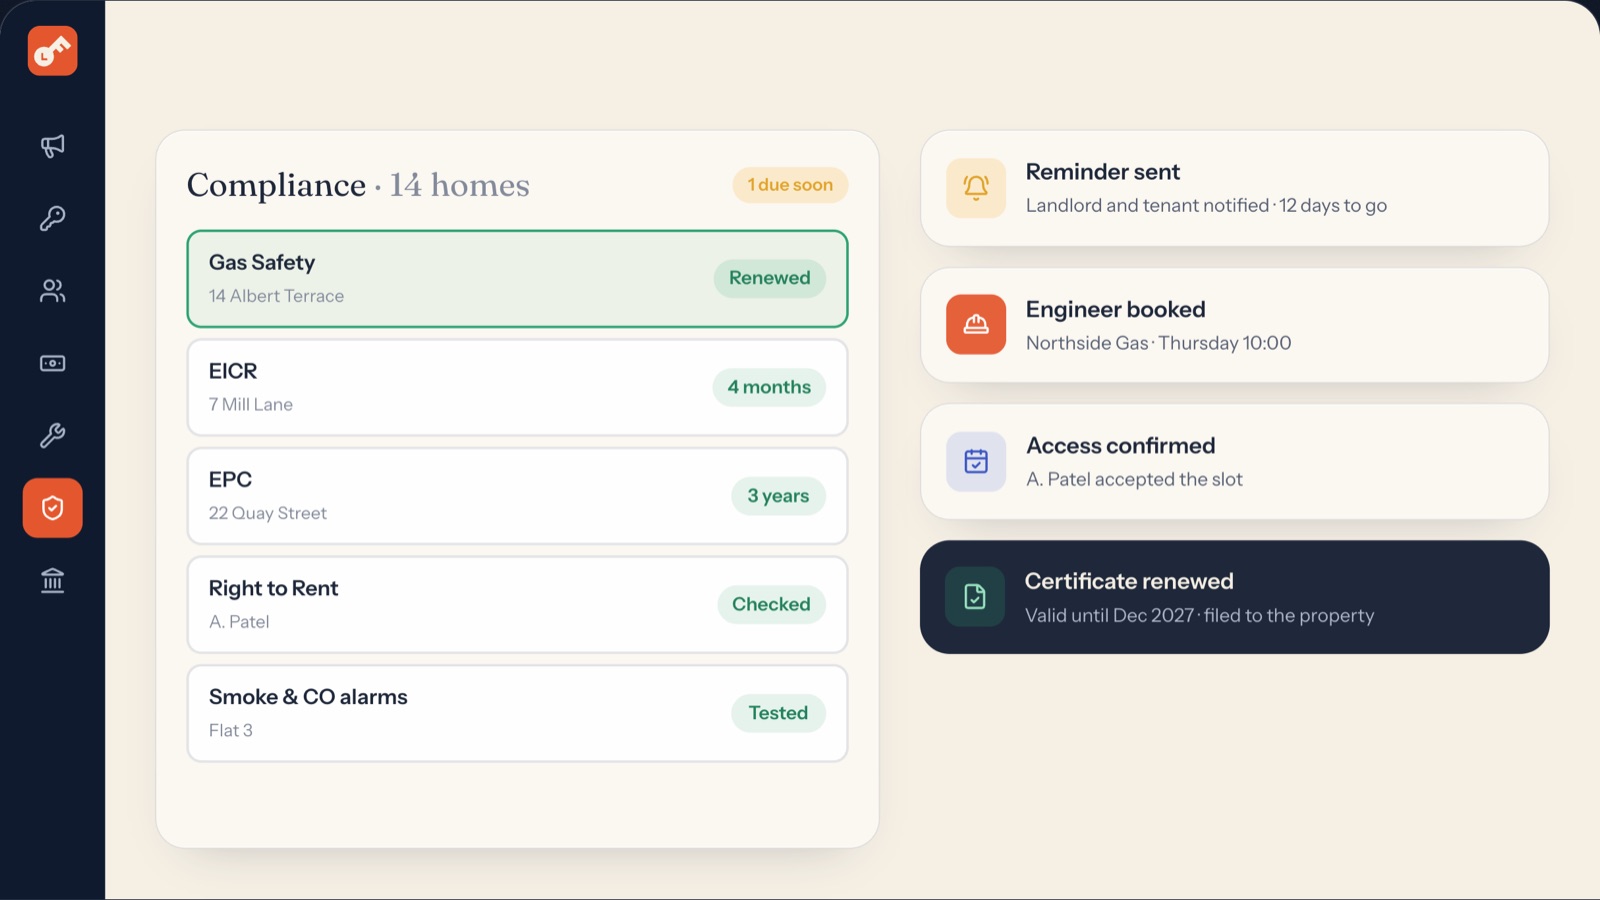 L
Compliance · 14 homes
1 due soon
Gas Safety
14 Albert Terrace
Renewed
EICR
7 Mill Lane
4 months
EPC
22 Quay Street
3 years
Right to Rent
A. Patel
Checked
Smoke & CO alarms
Flat 3
Tested
Reminder sent
Landlord and tenant notified · 12 days to go
Engineer booked
Northside Gas · Thursday 10:00
Access confirmed
A. Patel accepted the slot
Certificate renewed
Valid until Dec 2027 · filed to the property